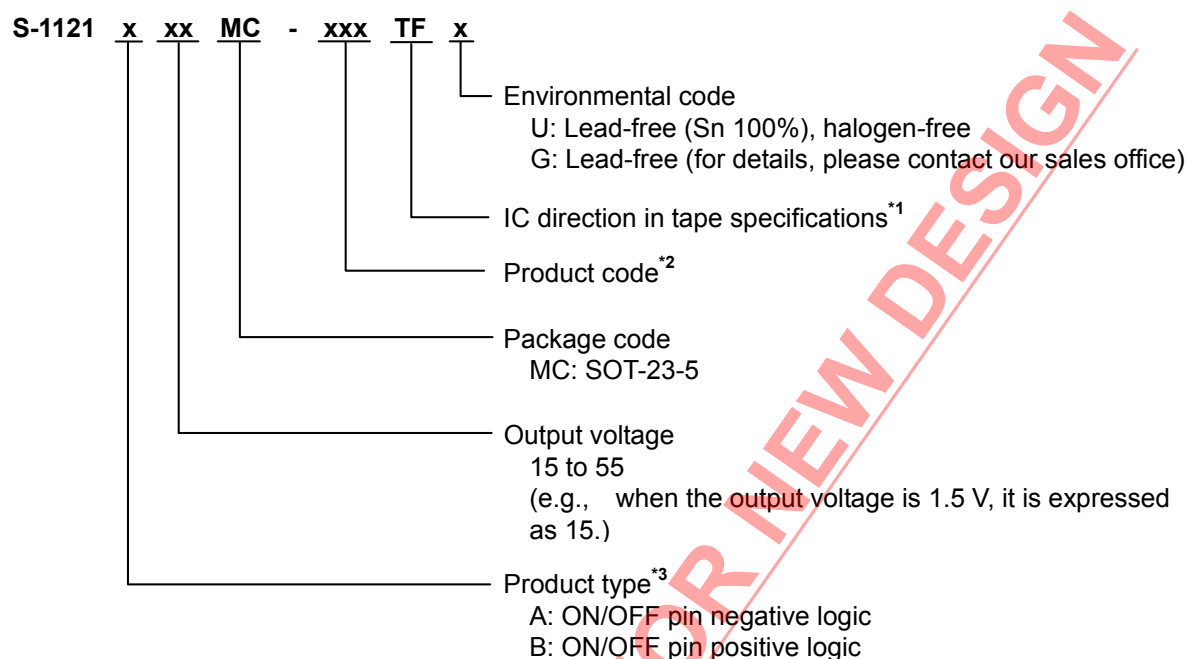 S-1121 x xx MC - xxx TF x
Environmental code
U: Lead-free (Sn 100%), halogen-free
G: Lead-free (for details, please contact our sales office)
IC direction in tape specifications*1
Product code*2
Package code
MC: SOT-23-5
Output voltage
15 to 55
(e.g., when the output voltage is 1.5 V, it is expressed
as 15.)
Product type*3
A: ON/OFF pin negative logic
B: ON/OFF pin positive logic
OR NEW DESIGN